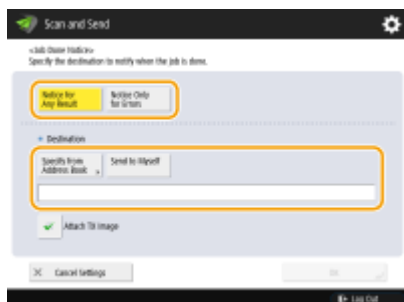 Scan and Send
<Job Done Notice>
Specify the destination to notify when the job is done.
Notice for Any Result
Notice Only for Errors
Destination
Specify from Address Book
Send to Myself
Attach TX Image
Cancel Settings
OK
Log Out